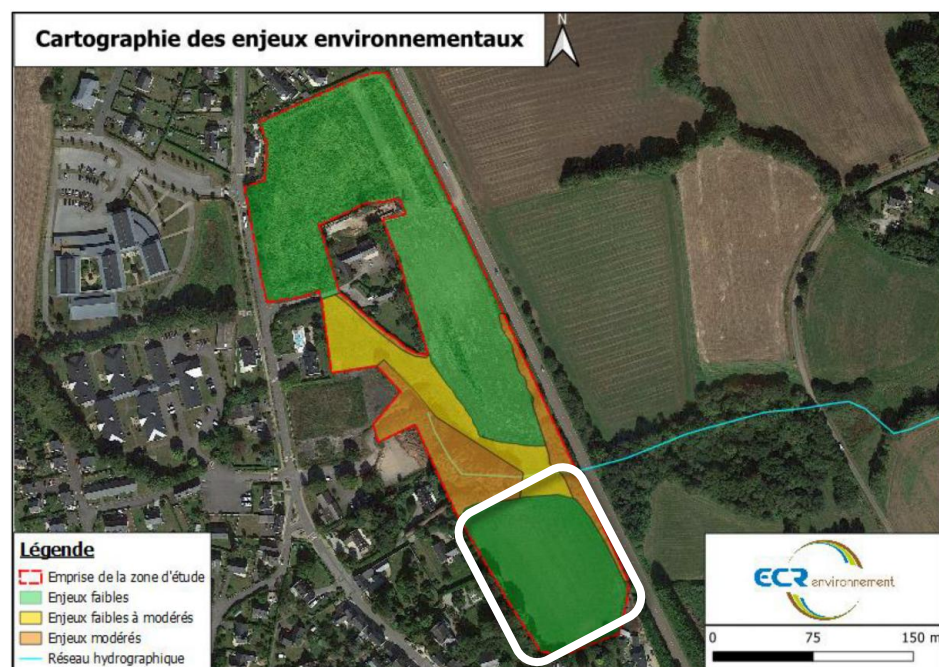 Cartographie des enjeux environnementaux
N
Légende
Emprise de la zone d'étude
Enjeux faibles
Enjeux faibles à modérés
Enjeux modérés
Réseau hydrographique
ECR environnement
0 75 150 m